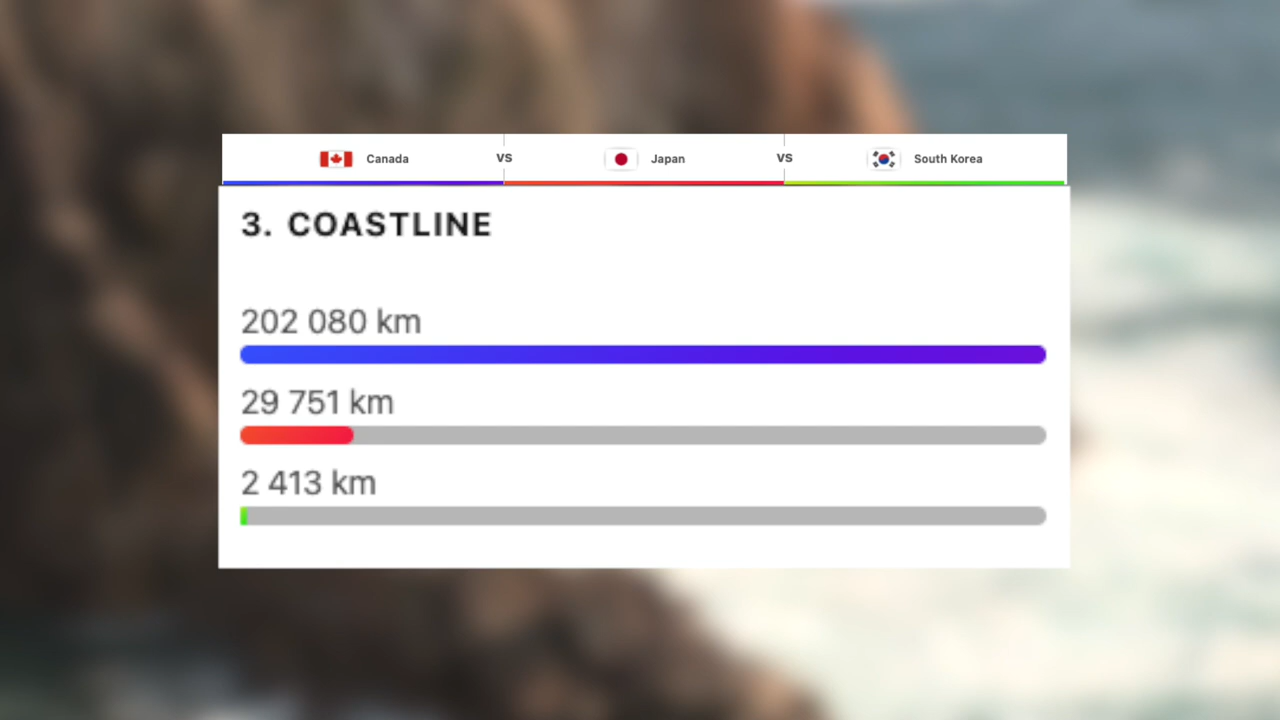 Canada VS Japan VS South Korea
3. COASTLINE
202 080 km
29 751 km
2 413 km